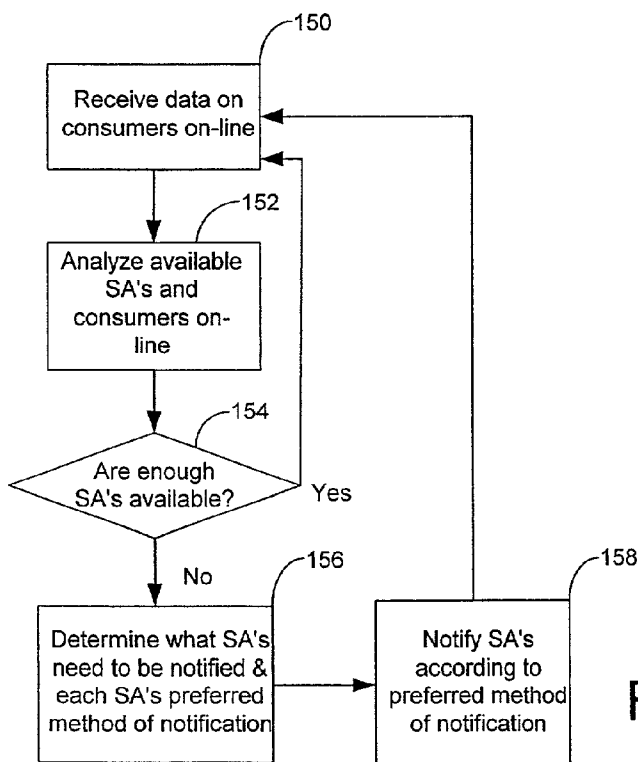 150
Receive data on
consumers on-line
152
Analyze available
SA's and
consumers on-
line
154
Are enough
SA's available?
Yes
No
156
Determine what SA's
need to be notified &
each SA's preferred
method of notification
158
Notify SA's
according to
preferred method
of notification